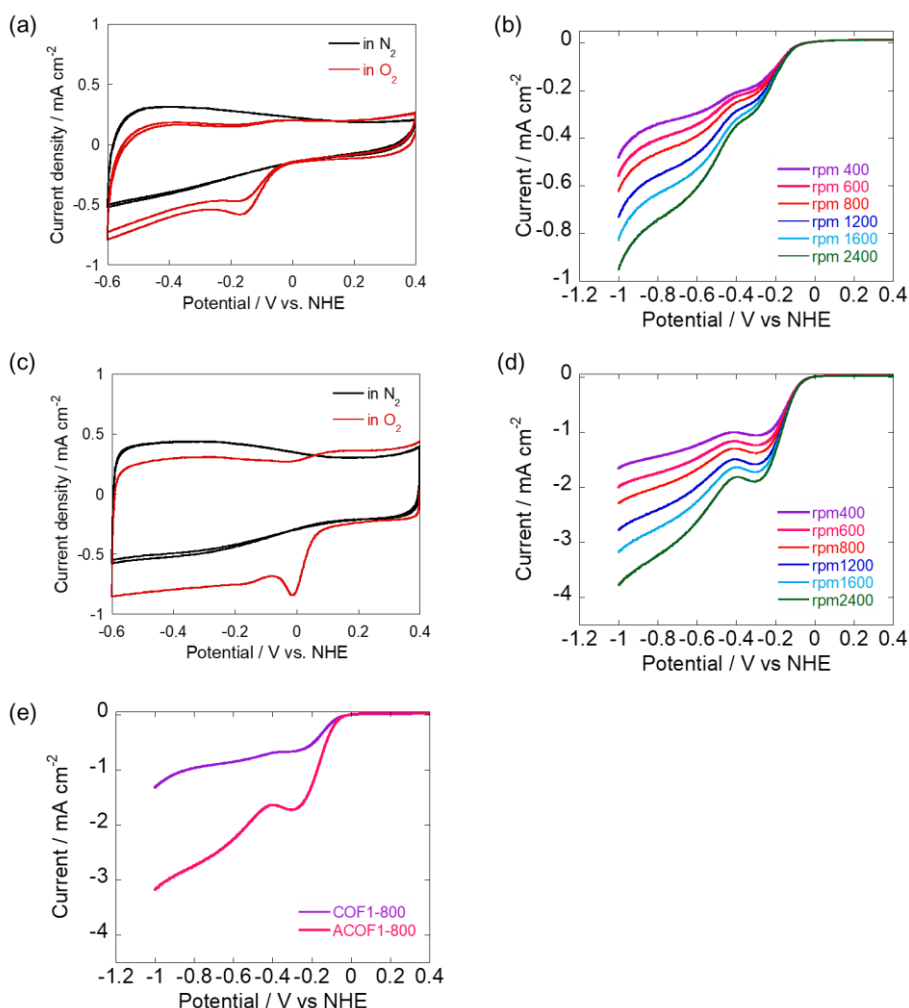 (a)
Current density / mA cm-2
1
0.5
0
-0.5
-1
in N2
in O2
-0.6 -0.4 -0.2 0 0.2 0.4
Potential / V vs. NHE
(b)
Current / mA cm-2
0
-0.2
-0.4
-0.6
-0.8
-1
rpm 400
rpm 600
rpm 800
rpm 1200
rpm 1600
rpm 2400
-1.2 -1 -0.8 -0.6 -0.4 -0.2 0 0.2 0.4
Potential / V vs NHE
(c)
Current density / mA cm-2
1
0.5
0
-0.5
-1
in N2
in O2
-0.6 -0.4 -0.2 0 0.2 0.4
Potential / V vs. NHE
(d)
Current / mA cm-2
0
-1
-2
-3
-4
rpm400
rpm600
rpm800
rpm1200
rpm1600
rpm2400
-1.2 -1 -0.8 -0.6 -0.4 -0.2 0 0.2 0.4
Potential / V vs NHE
(e)
Current / mA cm-2
0
-1
-2
-3
-4
COF1-800
ACOF1-800
-1.2 -1 -0.8 -0.6 -0.4 -0.2 0 0.2 0.4
Potential / V vs NHE